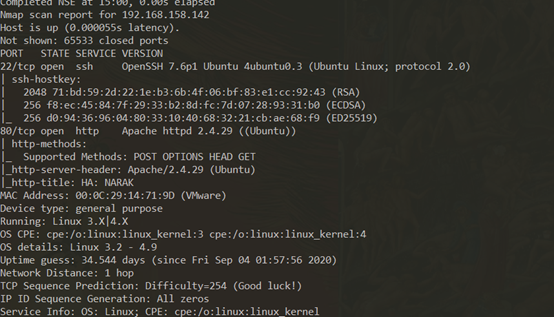 Completed NSE at 15:00, 0.00s elapsed
Nmap scan report for 192.168.158.142
Host is up (0.000055s latency).
Not shown: 65533 closed ports
PORT   STATE SERVICE VERSION
22/tcp open  ssh     OpenSSH 7.6p1 Ubuntu 4ubuntu0.3 (Ubuntu Linux; protocol 2.0)
| ssh-hostkey:
|   2048 71:bd:59:2d:22:1e:b3:6b:4f:06:bf:83:e1:cc:92:43 (RSA)
|   256 f8:ec:45:84:7f:29:33:b2:8d:fc:7d:07:28:93:31:b0 (ECDSA)
|_  256 d0:94:36:96:04:80:33:10:40:68:32:21:cb:ae:68:f9 (ED25519)
80/tcp open  http    Apache httpd 2.4.29 ((Ubuntu))
| http-methods:
|_  Supported Methods: POST OPTIONS HEAD GET
|_http-server-header: Apache/2.4.29 (Ubuntu)
|_http-title: HA: NARAK
MAC Address: 00:0C:29:14:71:9D (VMware)
Device type: general purpose
Running: Linux 3.X|4.X
OS CPE: cpe:/o:linux:linux_kernel:3 cpe:/o:linux:linux_kernel:4
OS details: Linux 3.2 - 4.9
Uptime guess: 34.544 days (since Fri Sep 04 01:57:56 2020)
Network Distance: 1 hop
TCP Sequence Prediction: Difficulty=254 (Good luck!)
IP ID Sequence Generation: All zeros
Service Info: OS: Linux; CPE: cpe:/o:linux:linux_kernel